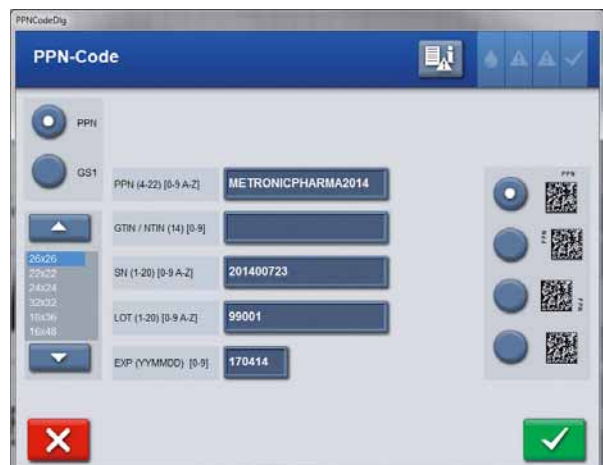 PPNCodeDlg
PPN-Code
PPN
GS1
PPN (4-22) [0-9 A-Z]
METRONICPHARMA2014
GTIN / NTIN (14) [0-9]
SN (1-20) [0-9 A-Z]
201400723
LOT (1-20) [0-9 A-Z]
99001
EXP (YYMMDD) [0-9]
170414
26x26
22x22
24x24
32x32
16x36
16x48
PPN
PPN
PPN